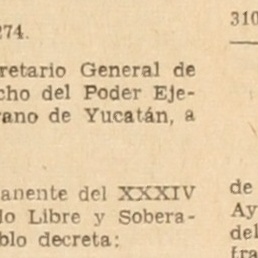 274.
retario General de
cho del Poder Eje-
rano de Yucatán, a
anente del XXXIV
lo Libre y Sobera-
blo decreta:
310
de
Ay
del
fra